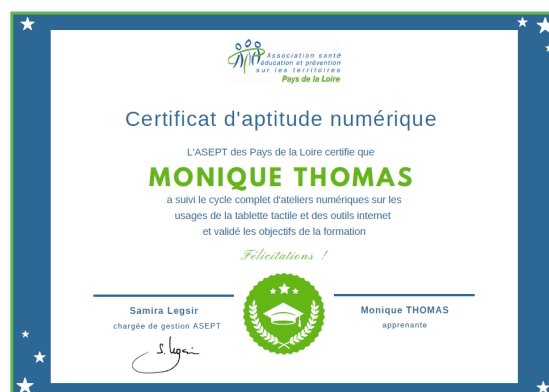 Association santé
éducation et prévention
sur les territoires
Pays de la Loire
Certificat d'aptitude numérique
L'ASEPT des Pays de la Loire certifie que
MONIQUE THOMAS
a suivi le cycle complet d'ateliers numériques sur les
usages de la tablette tactile et des outils internet
et validé les objectifs de la formation
Félicitations !
Samira Legsir
chargée de gestion ASEPT
S. Legsir
Monique THOMAS
apprenante